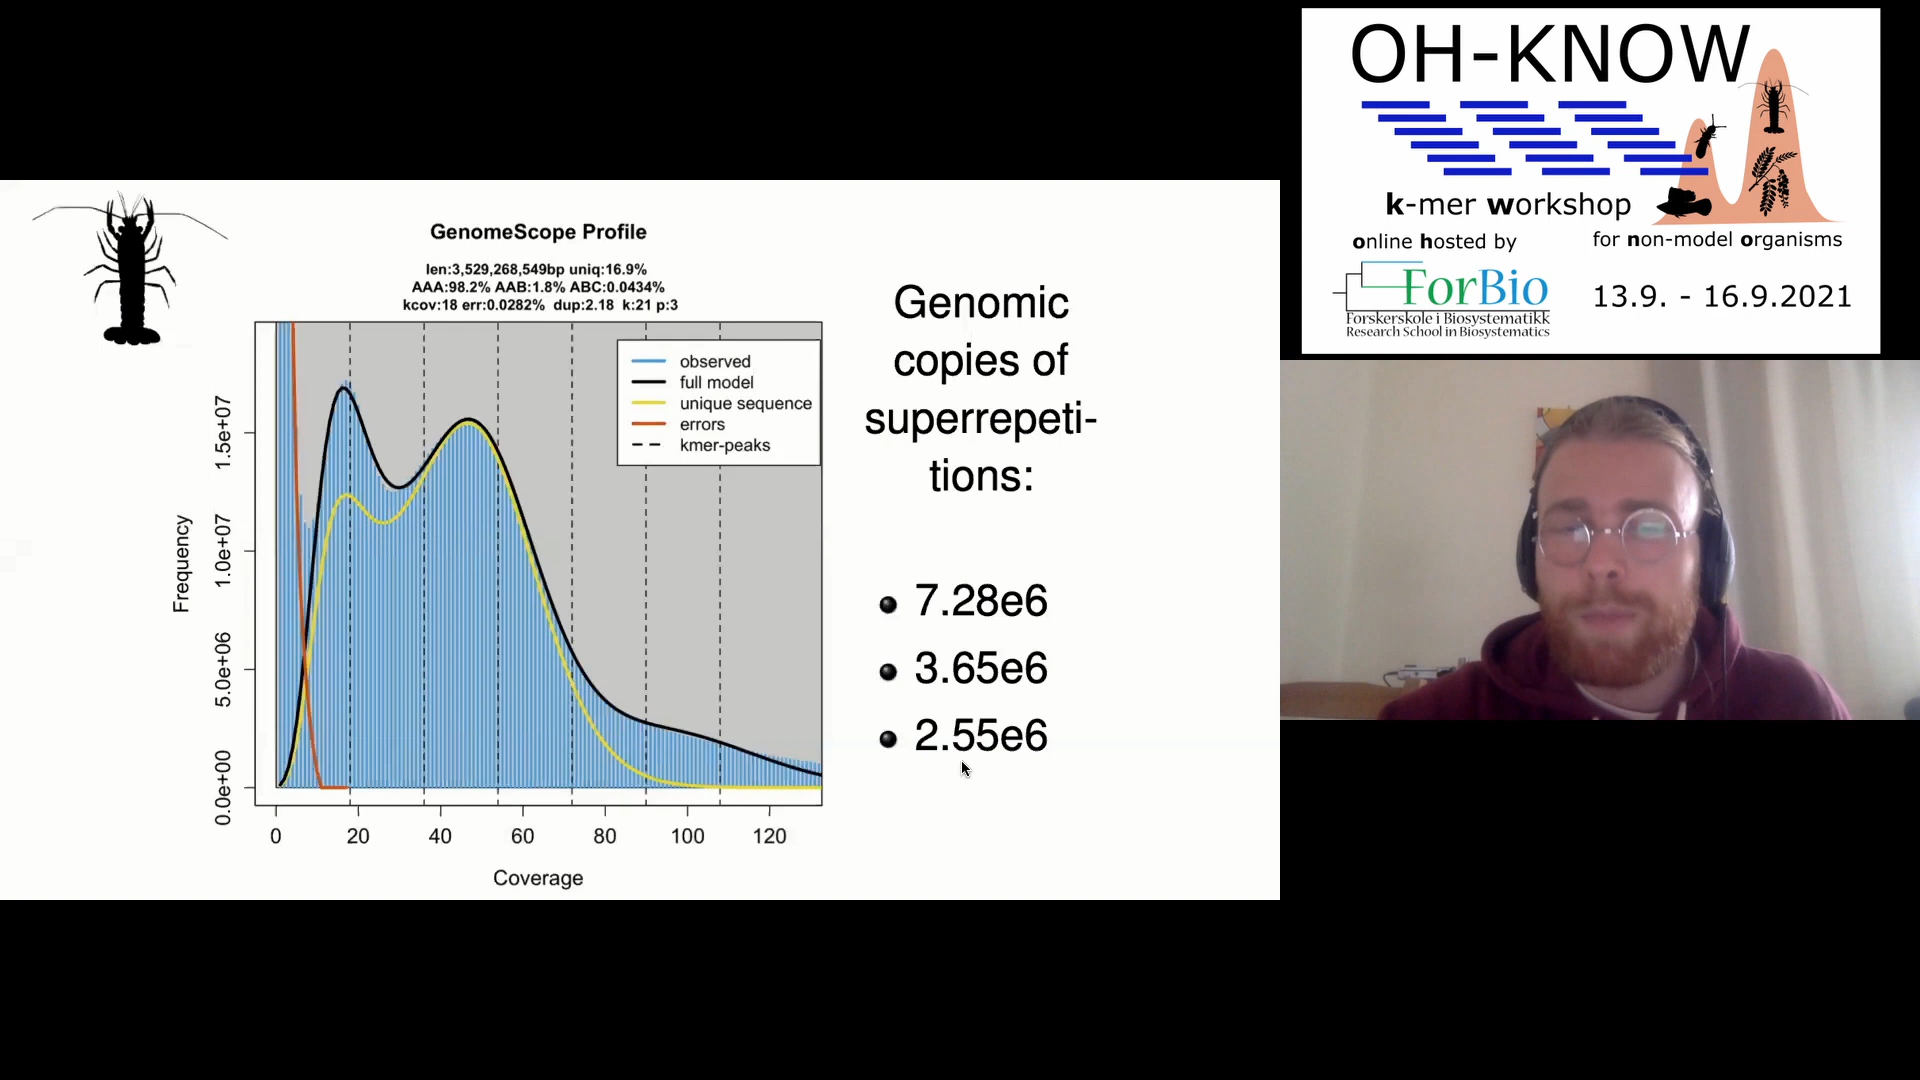 GenomeScope Profile
len:3,529,268,549bp uniq:16.9%
AAA:98.2% AAB:1.8% ABC:0.0434%
kcov:18 err:0.0282% dup:2.18 k:21 p:3
observed
full model
unique sequence
errors
kmer-peaks
Frequency
1.5e+07
1.0e+07
5.0e+06
0.0e+00
0 20 40 60 80 100 120
Coverage
Genomic
copies of
superrepeti-
tions:
7.28e6
3.65e6
2.55e6
OH-KNOW
k-mer workshop
online hosted by
for non-model organisms
ForBio
Forskerskole i Biosystematikk
Research School in Biosystematics
13.9. - 16.9.2021